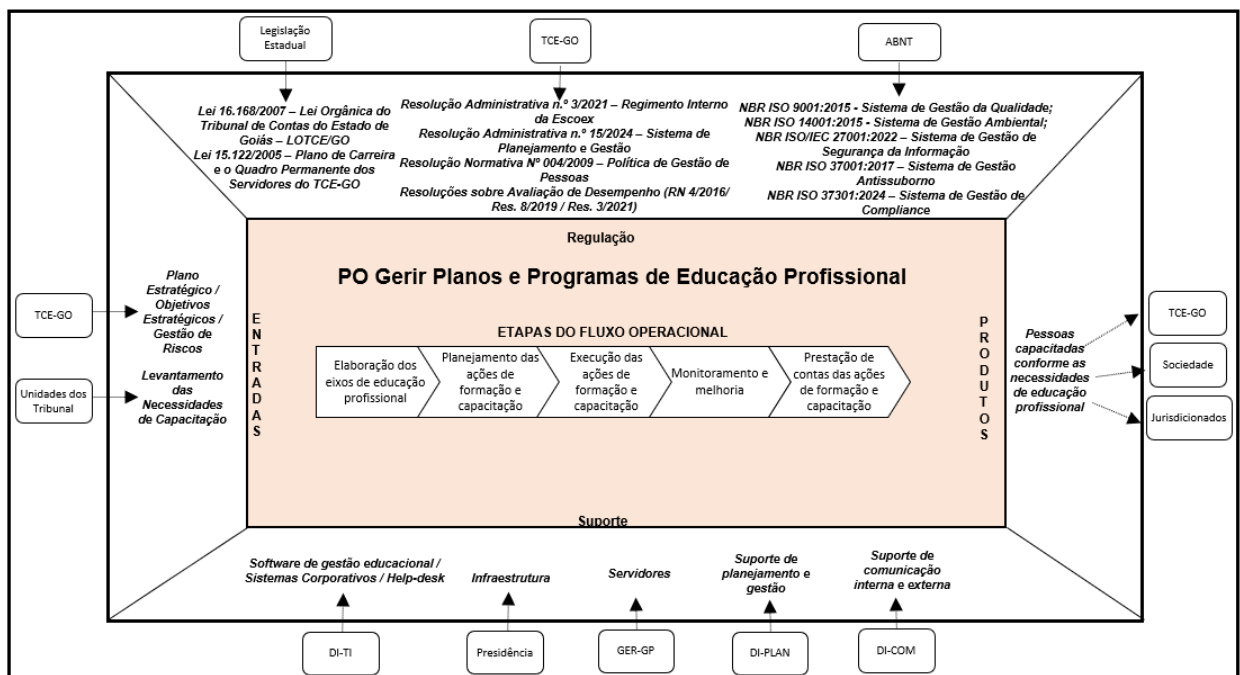 Legislação
Estadual
TCE-GO
ABNT
Lei 16.168/2007 – Lei Orgânica do
Tribunal de Contas do Estado de
Goiás – LOTCE/GO
Lei 15.122/2005 – Plano de Carreira
e o Quadro Permanente dos
Servidores do TCE-GO
Resolução Administrativa n.º 3/2021 – Regimento Interno
da Escoex
Resolução Administrativa n.º 15/2024 – Sistema de
Planejamento e Gestão
Resolução Normativa Nº 004/2009 – Política de Gestão de
Pessoas
Resoluções sobre Avaliação de Desempenho (RN 4/2016/
Res. 8/2019 / Res. 3/2021)
NBR ISO 9001:2015 - Sistema de Gestão da Qualidade;
NBR ISO 14001:2015 - Sistema de Gestão Ambiental;
NBR ISO/IEC 27001:2022 – Sistema de Gestão de
Segurança da Informação
NBR ISO 37001:2017 – Sistema de Gestão
Antissuborno
NBR ISO 37301:2024 – Sistema de Gestão de
Compliance
Regulação
PO Gerir Planos e Programas de Educação Profissional
TCE-GO
Plano
Estratégico /
Objetivos
Estratégicos /
Gestão de
Riscos
Unidades dos
Tribunal
Levantamento
das
Necessidades
de Capacitação
ENTRADAS
ETAPAS DO FLUXO OPERACIONAL
Elaboração dos
eixos de educação
profissional
Planejamento das
ações de
formação e
capacitação
Execução das
ações de
formação e
capacitação
Monitoramento e
melhoria
Prestação de
contas das ações
de formação e
capacitação
PRODUTOS
Pessoas
capacitadas
conforme as
necessidades
de educação
profissional
TCE-GO
Sociedade
Jurisdicionados
Suporte
Software de gestão educacional /
Sistemas Corporativos / Help-desk
Infraestrutura
Servidores
Suporte de
planejamento e
gestão
Suporte de
comunicação
interna e externa
DI-TI
Presidência
GER-GP
DI-PLAN
DI-COM